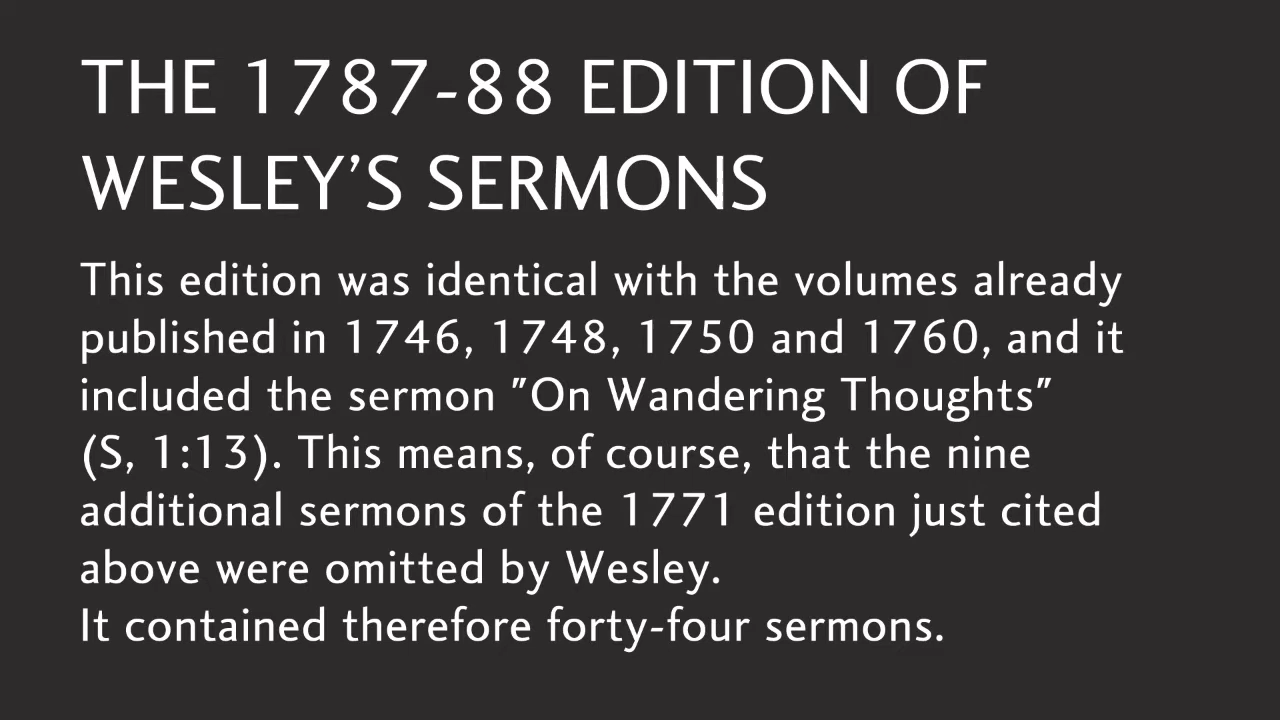 THE 1787-88 EDITION OF
WESLEY’S SERMONS
This edition was identical with the volumes already
published in 1746, 1748, 1750 and 1760, and it
included the sermon "On Wandering Thoughts"
(S, 1:13). This means, of course, that the nine
additional sermons of the 1771 edition just cited
above were omitted by Wesley.
It contained therefore forty-four sermons.